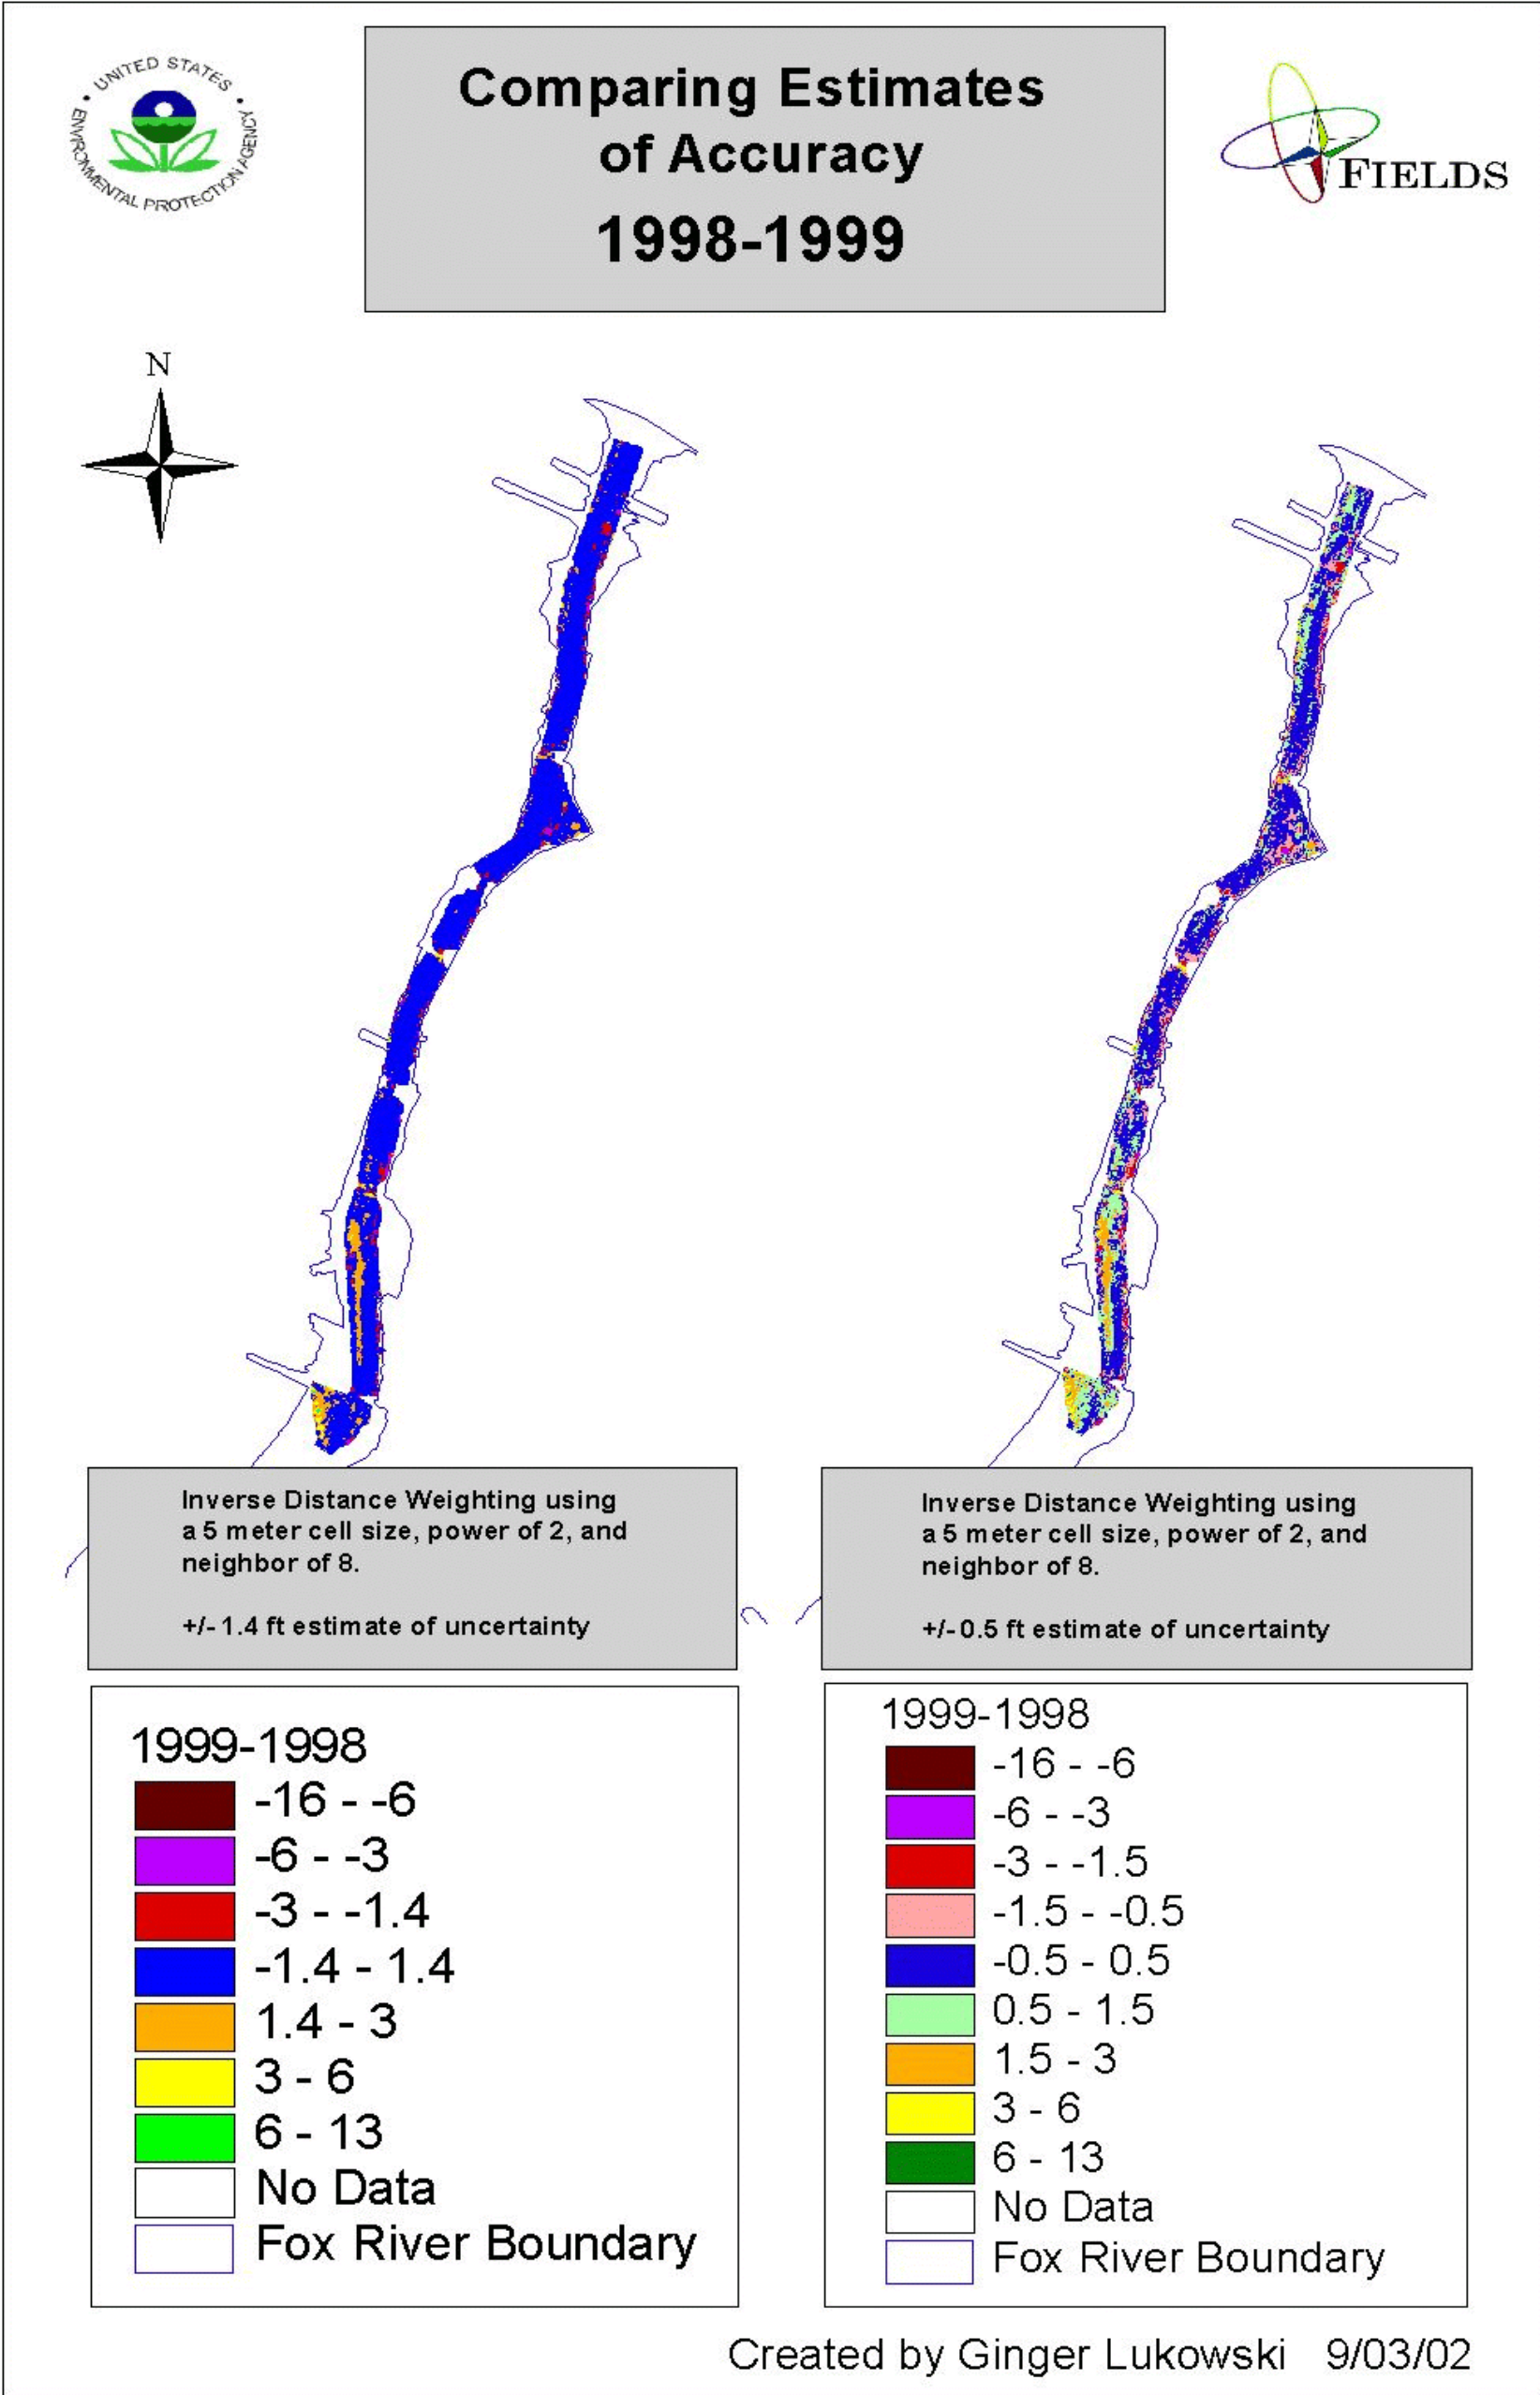 UNITED STATES
ENVIRONMENTAL PROTECTION AGENCY
Comparing Estimates
of Accuracy
1998-1999
FIELDS
N
Inverse Distance Weighting using
a 5 meter cell size, power of 2, and
neighbor of 8.
+/- 1.4 ft estimate of uncertainty
Inverse Distance Weighting using
a 5 meter cell size, power of 2, and
neighbor of 8.
+/- 0.5 ft estimate of uncertainty
1999-1998
-16 - -6
-6 - -3
-3 - -1.4
-1.4 - 1.4
1.4 - 3
3 - 6
6 - 13
No Data
Fox River Boundary
1999-1998
-16 - -6
-6 - -3
-3 - -1.5
-1.5 - -0.5
-0.5 - 0.5
0.5 - 1.5
1.5 - 3
3 - 6
6 - 13
No Data
Fox River Boundary
Created by Ginger Lukowski 9/03/02